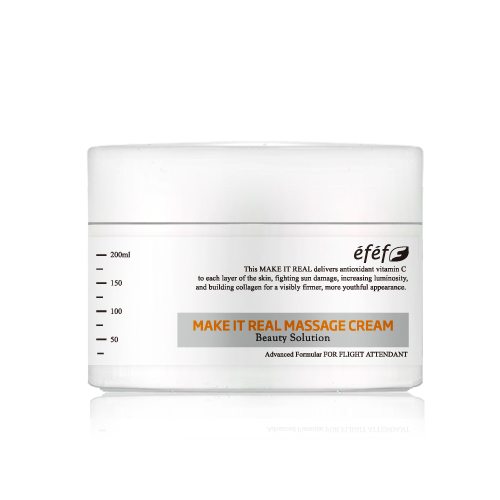 éféf
200ml
This MAKE IT REAL delivers antioxidant vitamin C
to each layer of the skin, fighting sun damage, increasing luminosity,
and building collagen for a visibly firmer, more youthful appearance.
150
100
50
MAKE IT REAL MASSAGE CREAM
Beauty Solution
Advanced Formular FOR FLIGHT ATTENDANT